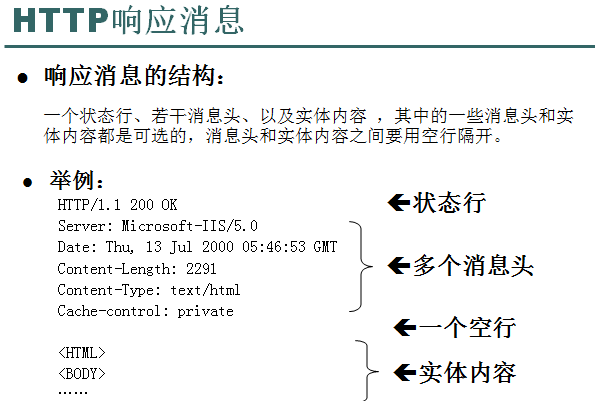 HTTP响应消息
● 响应消息的结构：
一个状态行、若干消息头、以及实体内容 ，其中的一些消息头和实
体内容都是可选的，消息头和实体内容之间要用空行隔开。
● 举例：
HTTP/1.1 200 OK
←状态行
Server: Microsoft-IIS/5.0
Date: Thu, 13 Jul 2000 05:46:53 GMT
Content-Length: 2291
←多个消息头
Content-Type: text/html
Cache-control: private
←一个空行
<HTML>
<BODY>
←实体内容
……